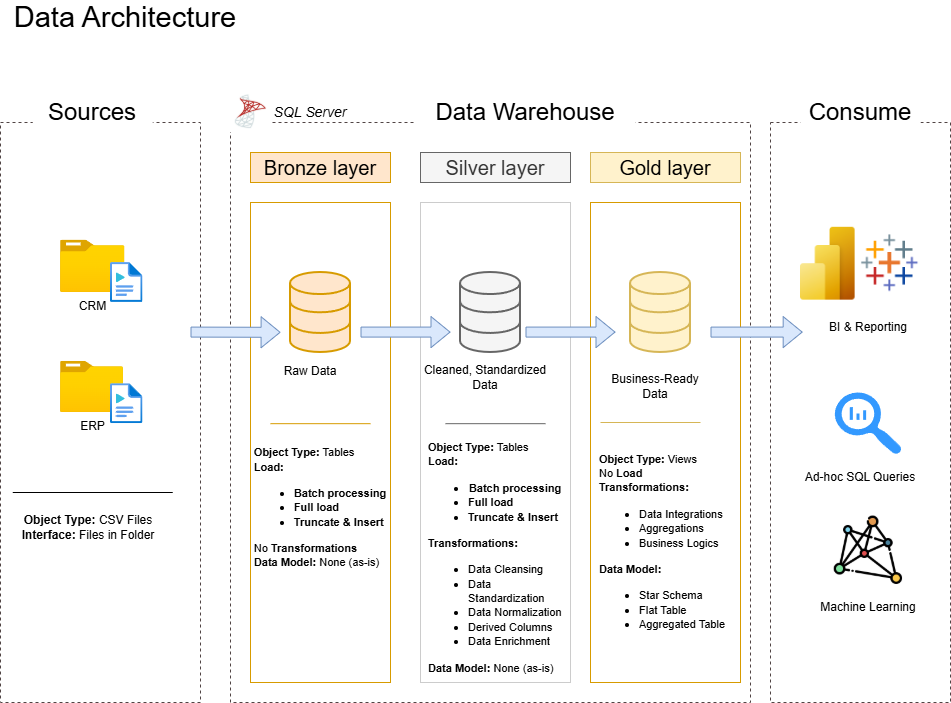 Data Architecture
Sources
SQL Server
Data Warehouse
Consume
Bronze layer
Silver layer
Gold layer
CRM
ERP
Object Type: CSV Files
Interface: Files in Folder
Raw Data
Object Type: Tables
Load:
• Batch processing
• Full load
• Truncate & Insert
No Transformations
Data Model: None (as-is)
Cleaned, Standardized
Data
Object Type: Tables
Load:
• Batch processing
• Full load
• Truncate & Insert
Transformations:
• Data Cleansing
• Data
Standardization
• Data Normalization
• Derived Columns
• Data Enrichment
Data Model: None (as-is)
Business-Ready
Data
Object Type: Views
No Load
Transformations:
• Data Integrations
• Aggregations
• Business Logics
Data Model:
• Star Schema
• Flat Table
• Aggregated Table
BI & Reporting
Ad-hoc SQL Queries
Machine Learning